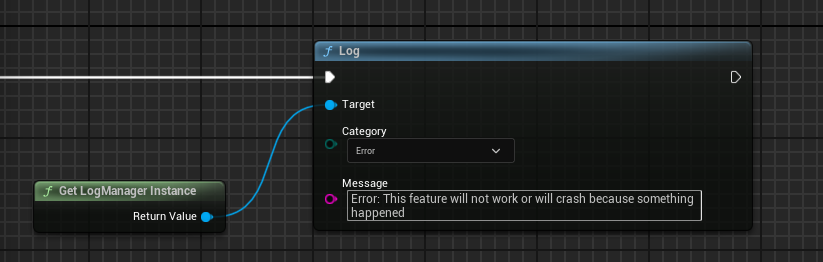 f Log
Target
Category
Error
Message
Error: This feature will not work or will crash because something
happened
f Get LogManager Instance
Return Value